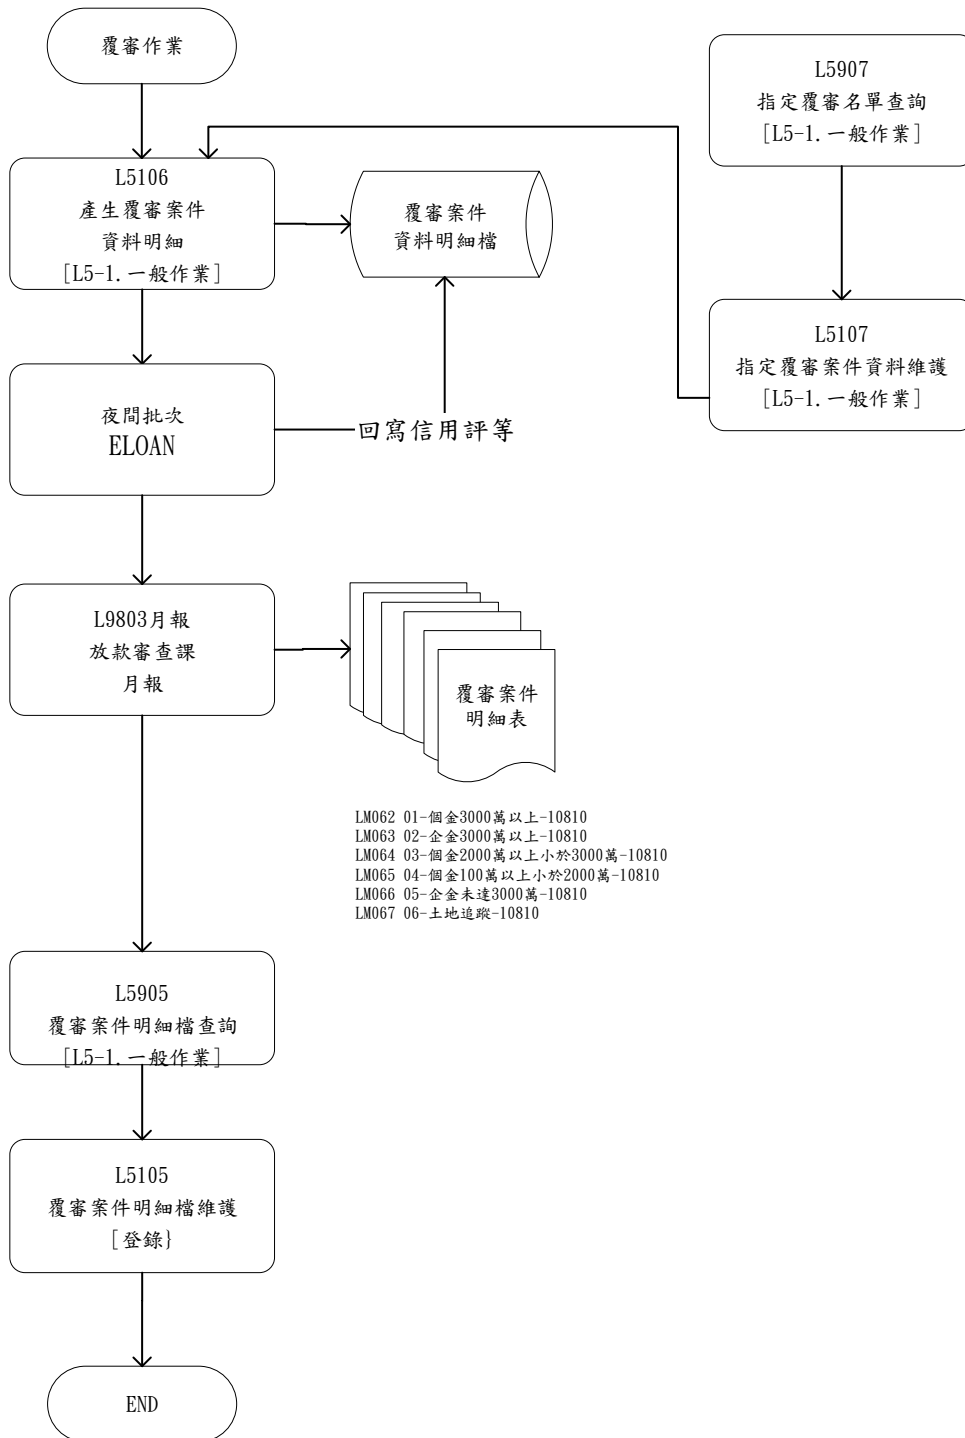 覆審作業
L5907
指定覆審名單查詢
[L5-1.一般作業]
L5106
產生覆審案件
資料明細
[L5-1.一般作業]
覆審案件
資料明細檔
L5107
指定覆審案件資料維護
[L5-1.一般作業]
夜間批次
ELOAN
回寫信用評等
L9803月報
放款審查課
月報
覆審案件
明細表
LM062 01-個金3000萬以上-10810
LM063 02-企金3000萬以上-10810
LM064 03-個金2000萬以上小於3000萬-10810
LM065 04-個金100萬以上小於2000萬-10810
LM066 05-企金未達3000萬-10810
LM067 06-土地追蹤-10810
L5905
覆審案件明細檔查詢
[L5-1.一般作業]
L5105
覆審案件明細檔維護
[登錄}
END